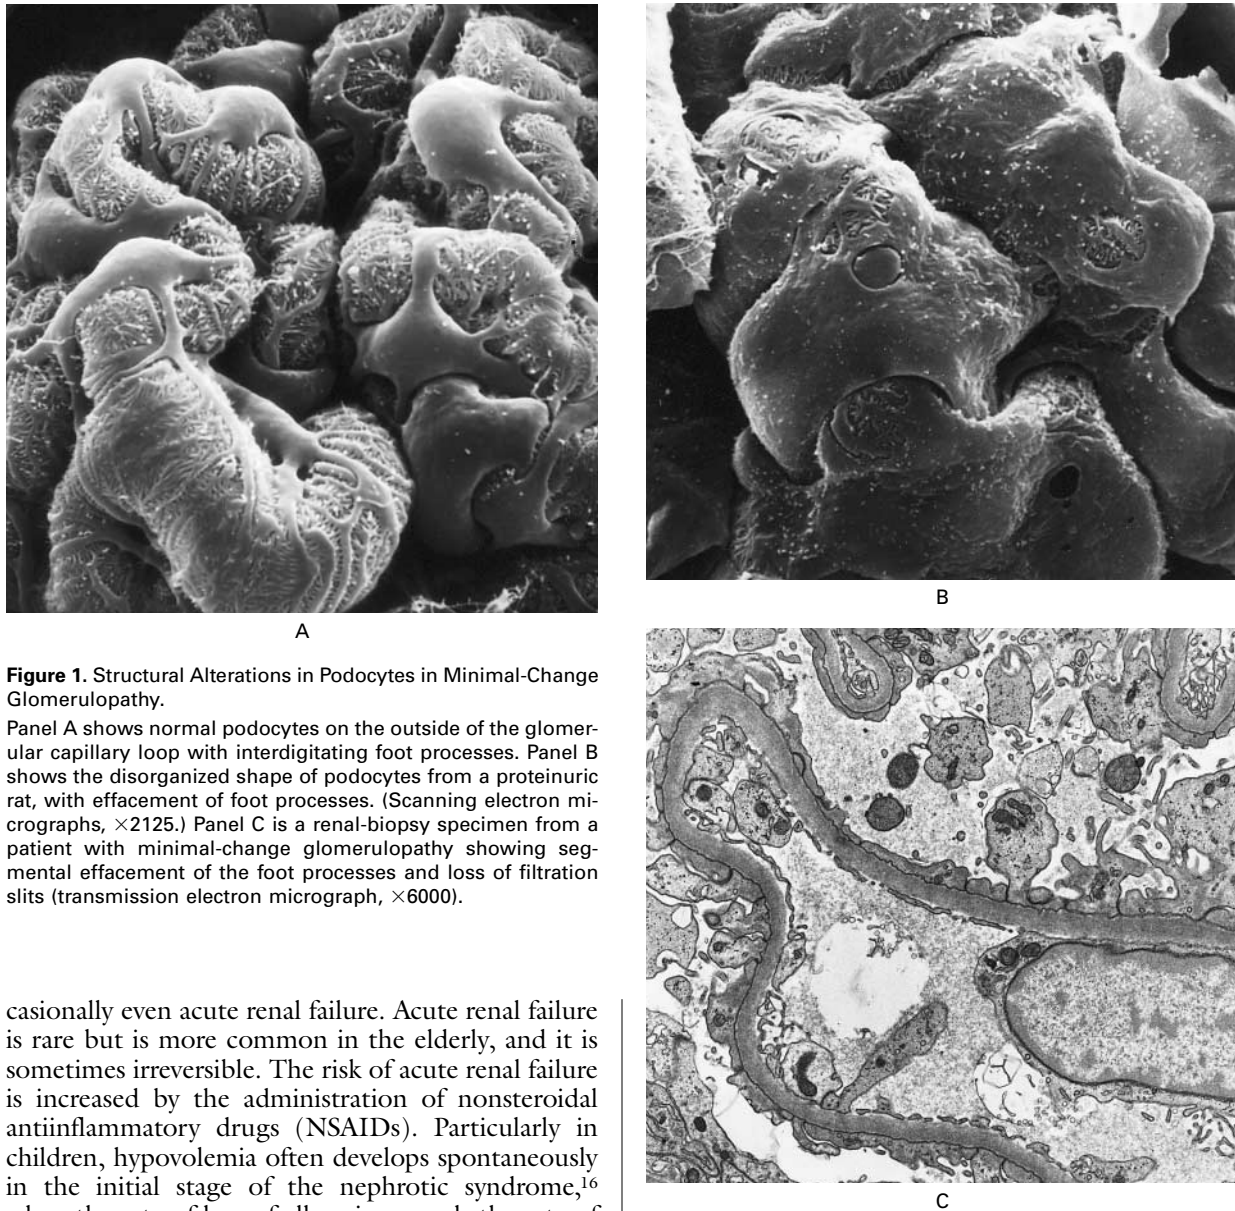 A
B
Figure 1. Structural Alterations in Podocytes in Minimal-Change
Glomerulopathy.
Panel A shows normal podocytes on the outside of the glomer-
ular capillary loop with interdigitating foot processes. Panel B
shows the disorganized shape of podocytes from a proteinuric
rat, with effacement of foot processes. (Scanning electron mi-
crographs, ×2125.) Panel C is a renal-biopsy specimen from a
patient with minimal-change glomerulopathy showing seg-
mental effacement of the foot processes and loss of filtration
slits (transmission electron micrograph, ×6000).
casionally even acute renal failure. Acute renal failure
is rare but is more common in the elderly, and it is
sometimes irreversible. The risk of acute renal failure
is increased by the administration of nonsteroidal
antiinflammatory drugs (NSAIDs). Particularly in
children, hypovolemia often develops spontaneously
in the initial stage of the nephrotic syndrome,16
C